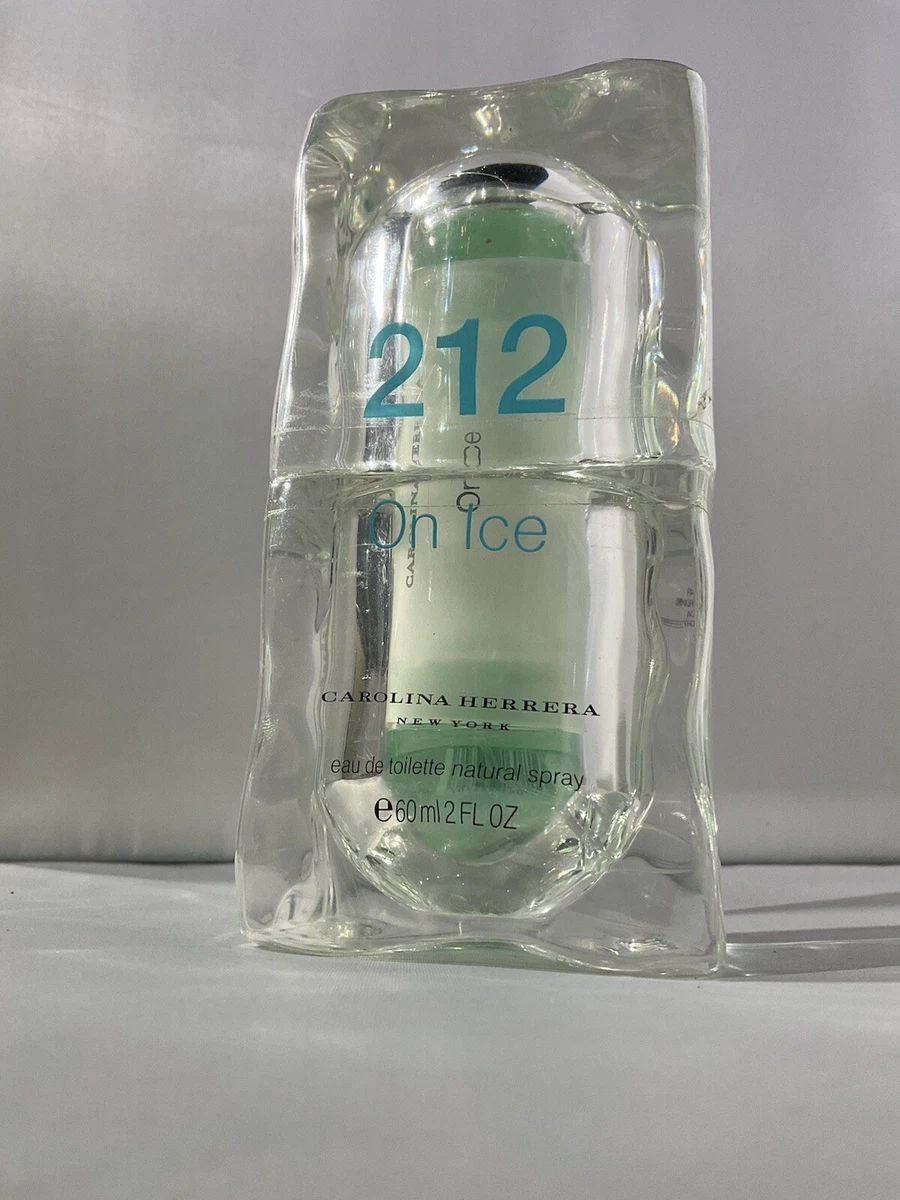 212
On Ice
CAROLINA HERRERA
NEW YORK
eau de toilette natural spray
℮60ml 2 FL OZ